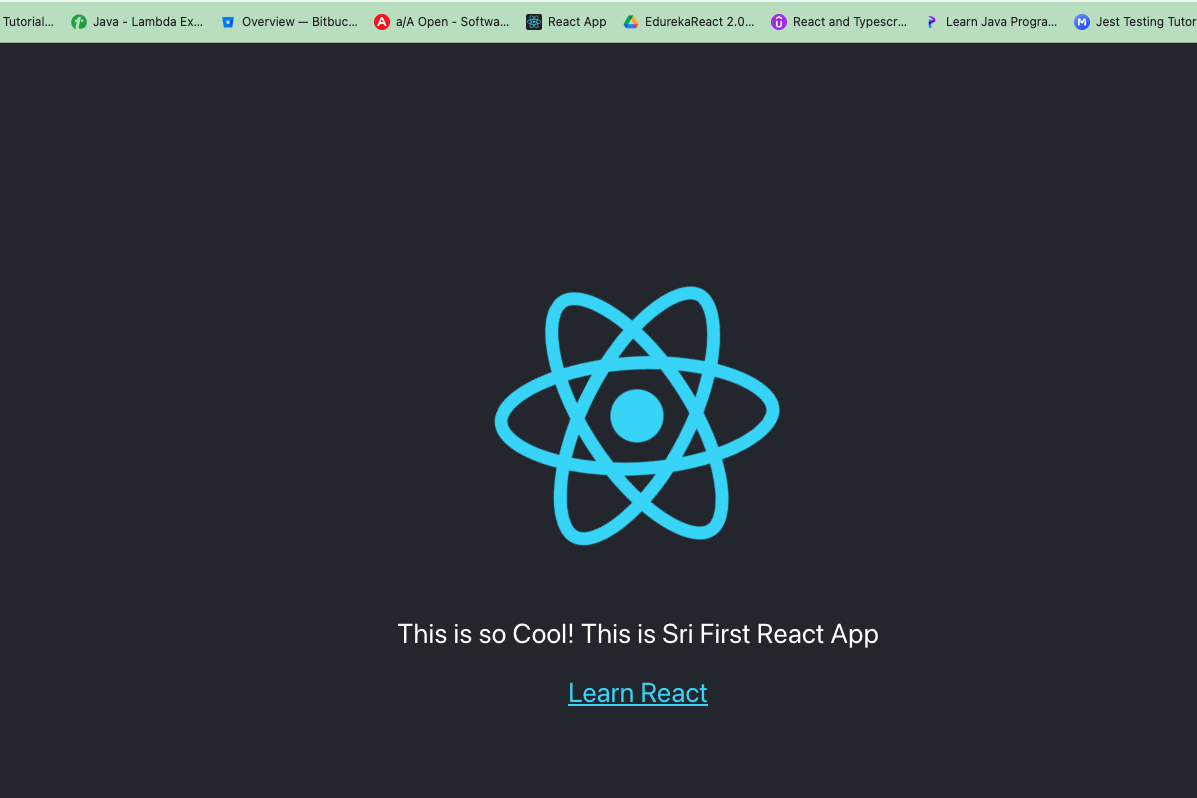 Tutorial... Java - Lambda Ex... Overview — Bitbuc... a/A Open - Softwa... React App EdurekaReact 2.0... React and Typescr... Learn Java Progra... Jest Testing Tutor
This is so Cool! This is Sri First React App
Learn React